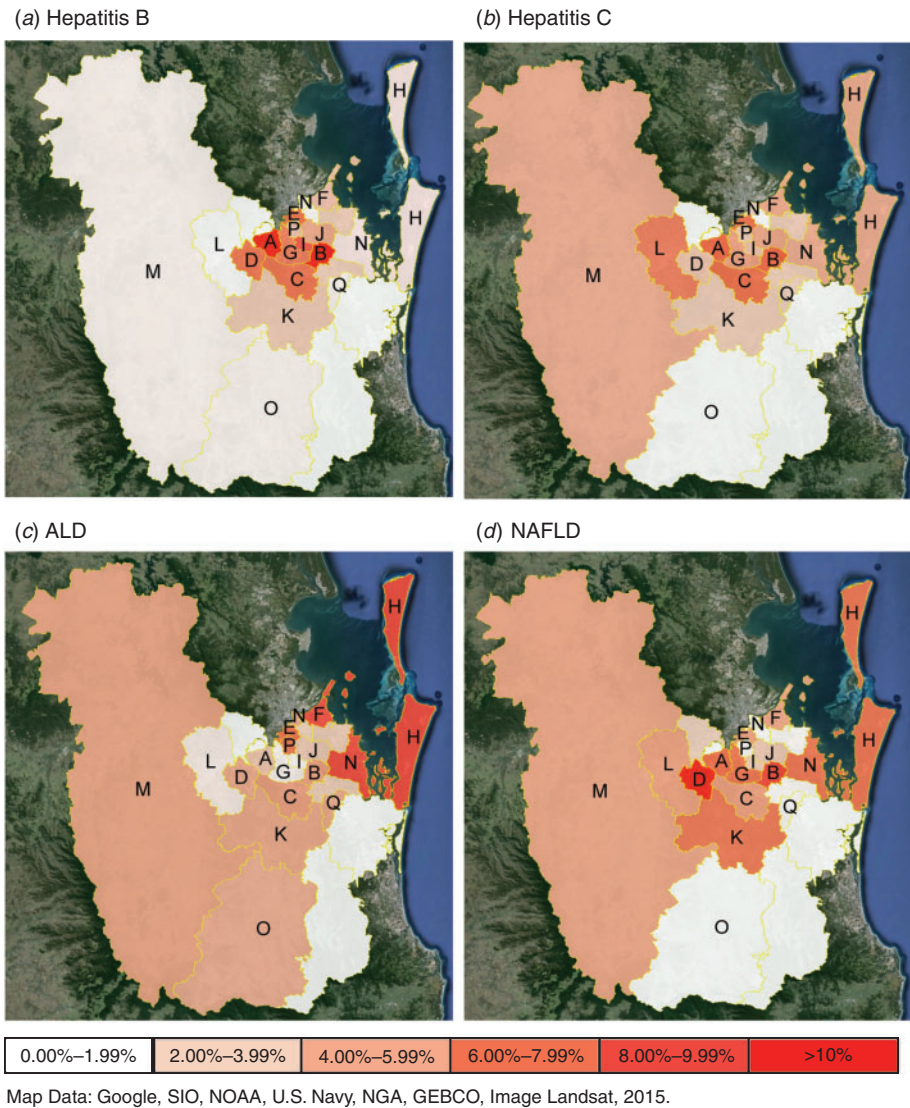 (a) Hepatitis B
(b) Hepatitis C
H
H
N F
E
P J
L A I N
D G B
M C
Q
K
O
H
H
N F
E
P J
L A I N
D G B
M C
Q
K
O
(c) ALD
(d) NAFLD
H
H
N F
E
P J
A I N
L D G B
M C Q
K
O
H
H
N F
E
P J
L A I N
D G B
M C Q
K
O
0.00%–1.99% 2.00%–3.99% 4.00%–5.99% 6.00%–7.99% 8.00%–9.99% >10%
Map Data: Google, SIO, NOAA, U.S. Navy, NGA, GEBCO, Image Landsat, 2015.